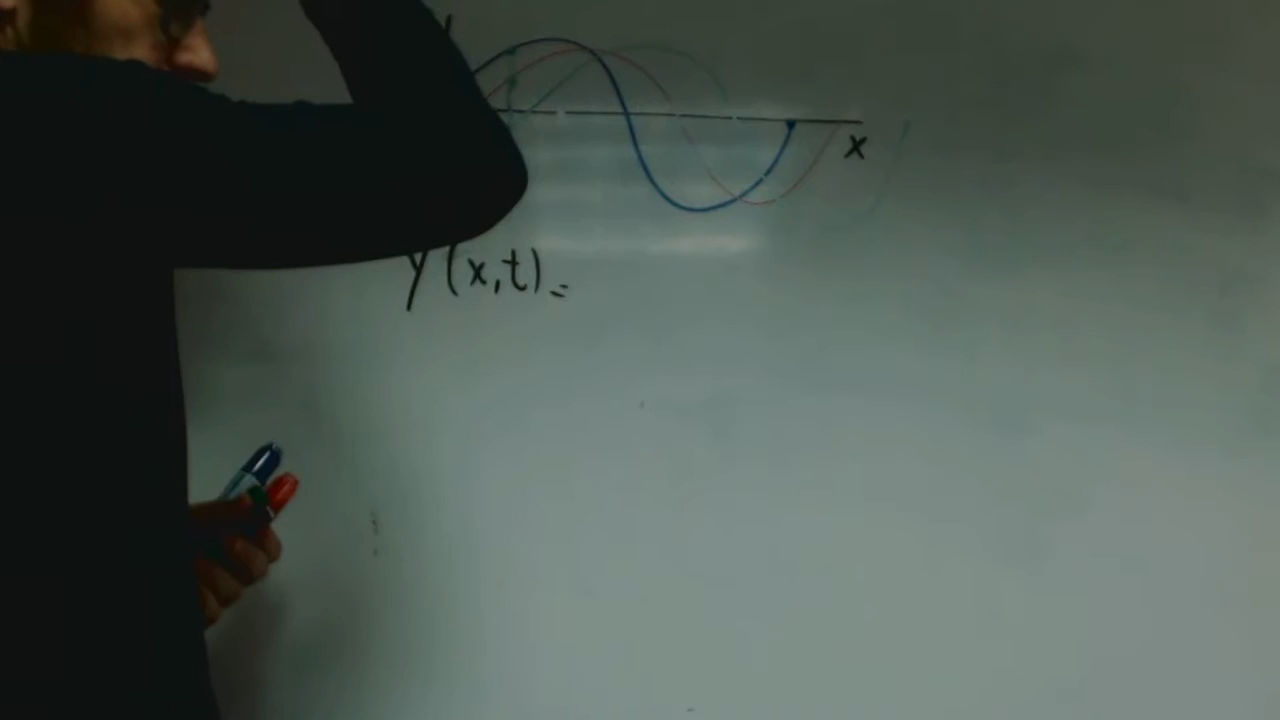 x
y(x,t)=